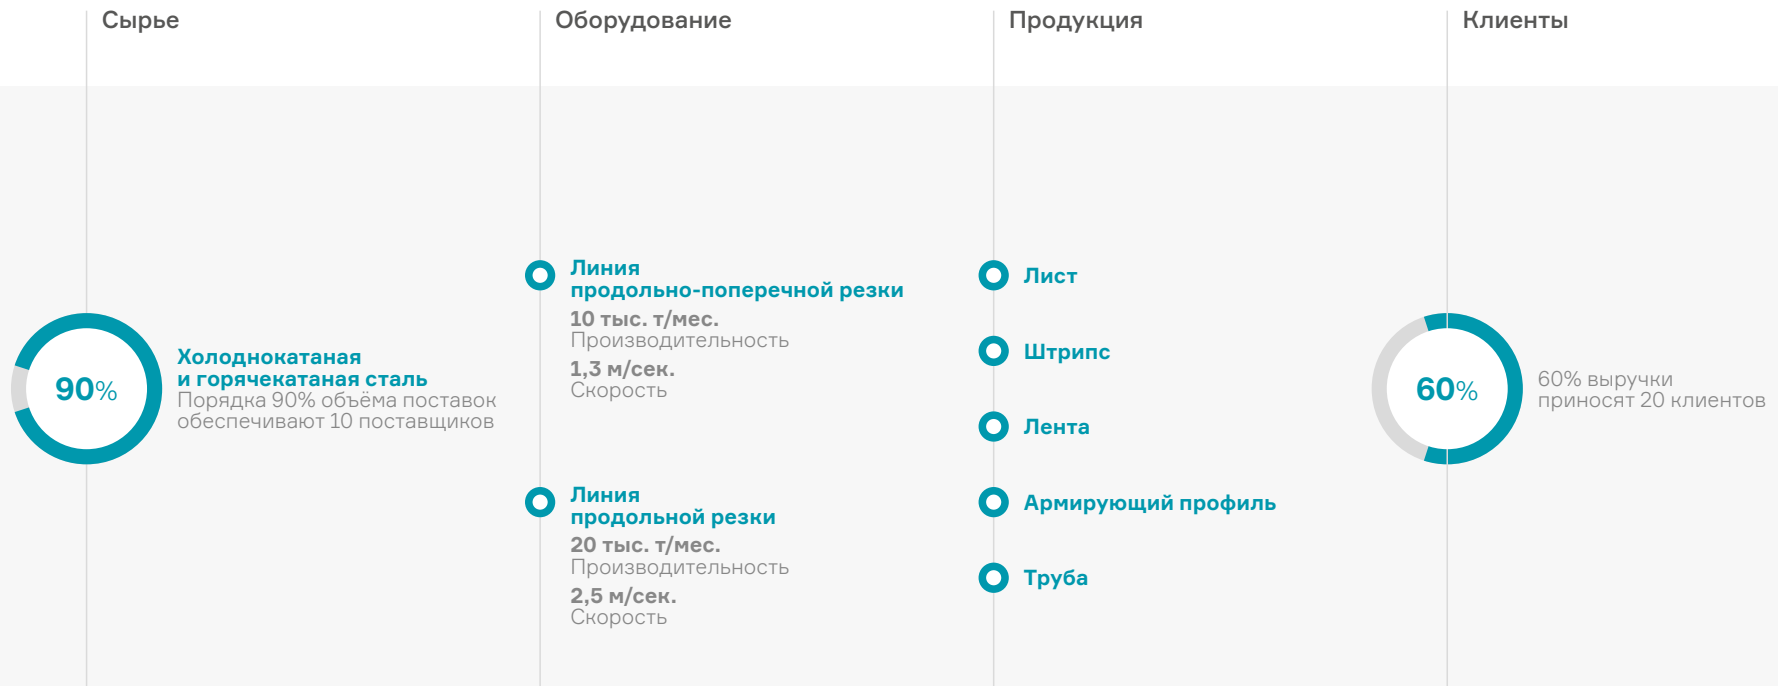 Сырье
Оборудование
Продукция
Клиенты
90%
Холоднокатаная
и горячекатаная сталь
Порядка 90% объёма поставок
обеспечивают 10 поставщиков
Линия
продольно-поперечной резки
10 тыс. т/мес.
Производительность
1,3 м/сек.
Скорость
Линия
продольной резки
20 тыс. т/мес.
Производительность
2,5 м/сек.
Скорость
Лист
Штрипс
Лента
Армирующий профиль
Труба
60%
60% выручки
приносят 20 клиентов